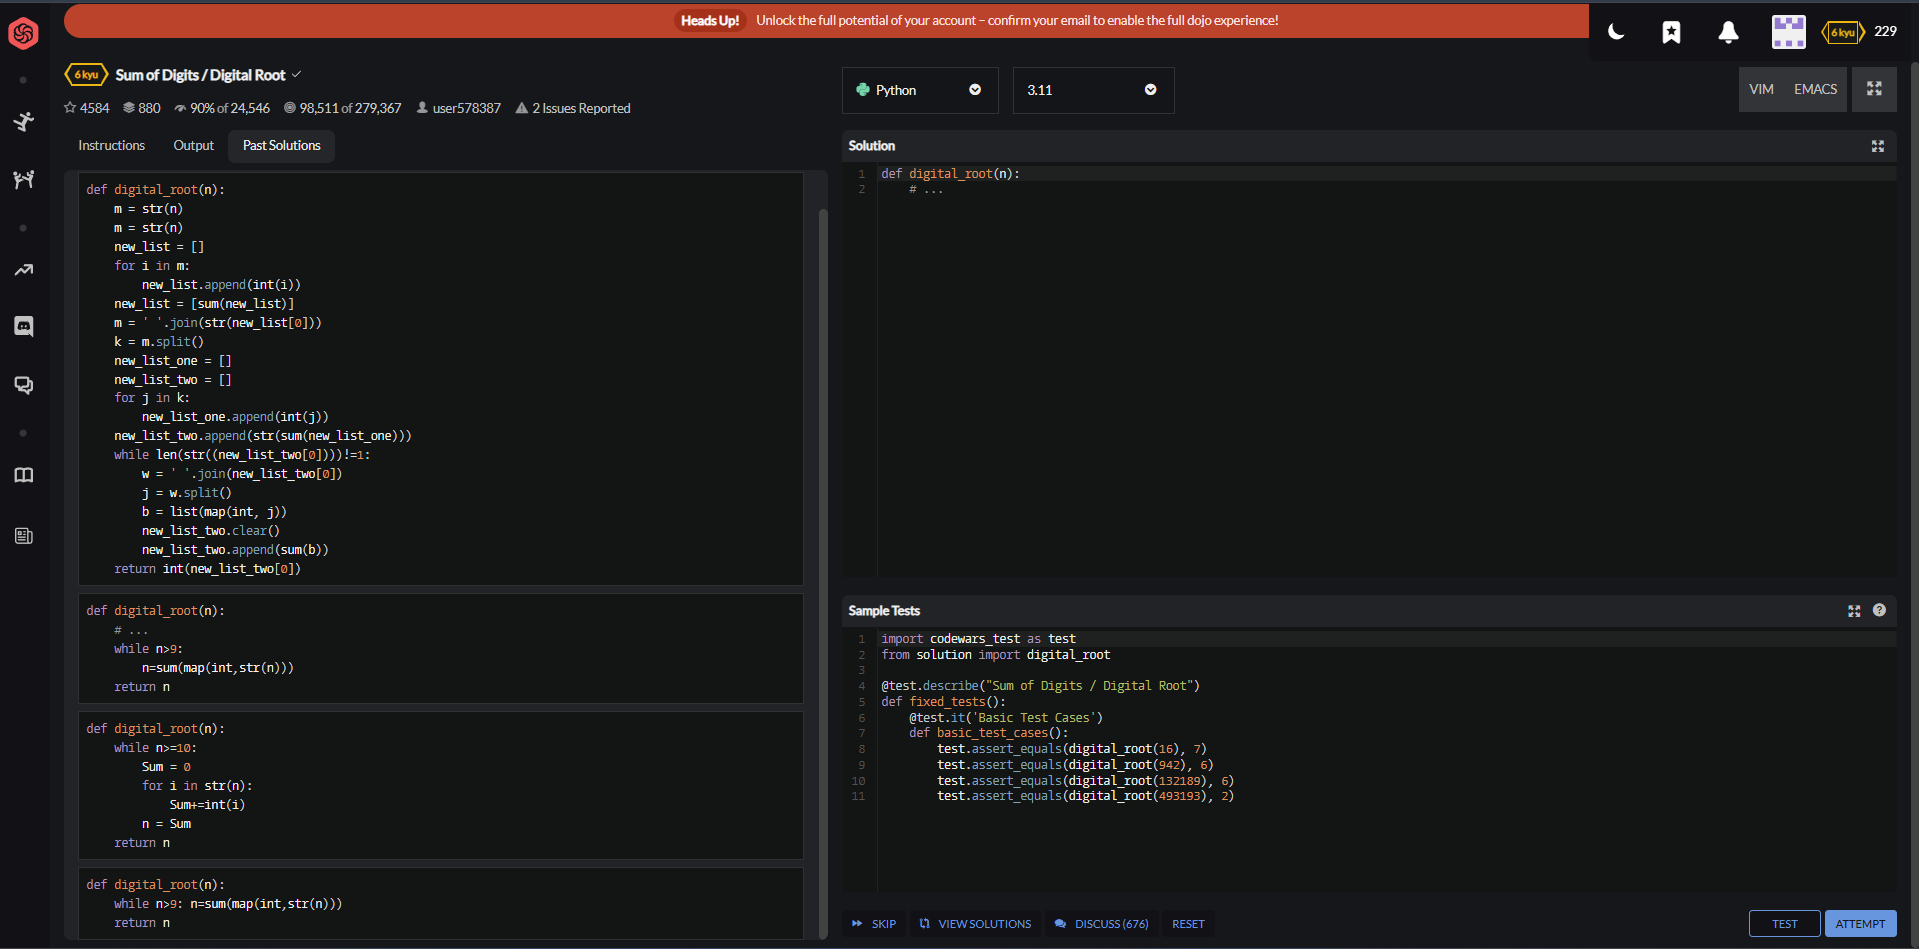 Heads Up! Unlock the full potential of your account – confirm your email to enable the full dojo experience!
6 kyu 229
6 kyu Sum of Digits / Digital Root
4584 880 90% of 24,546 98,511 of 279,367 user578387 2 Issues Reported
Instructions Output Past Solutions
def digital_root(n):
    m = str(n)
    m = str(n)
    new_list = []
    for i in m:
        new_list.append(int(i))
    new_list = [sum(new_list)]
    m = ' '.join(str(new_list[0]))
    k = m.split()
    new_list_one = []
    new_list_two = []
    for j in k:
        new_list_one.append(int(j))
    new_list_two.append(str(sum(new_list_one)))
    while len(str((new_list_two[0])))!=1:
        w = ' '.join(new_list_two[0])
        j = w.split()
        b = list(map(int, j))
        new_list_two.clear()
        new_list_two.append(sum(b))
    return int(new_list_two[0])
def digital_root(n):
    # ...
    while n>9:
        n=sum(map(int,str(n)))
    return n
def digital_root(n):
    while n>=10:
        Sum = 0
        for i in str(n):
            Sum+=int(i)
        n = Sum
    return n
def digital_root(n):
    while n>9: n=sum(map(int,str(n)))
    return n
Python 3.11 VIM EMACS
Solution
1 def digital_root(n):
2     # ...
Sample Tests
1 import codewars_test as test
2 from solution import digital_root
3
4 @test.describe("Sum of Digits / Digital Root")
5 def fixed_tests():
6     @test.it('Basic Test Cases')
7     def basic_test_cases():
8         test.assert_equals(digital_root(16), 7)
9         test.assert_equals(digital_root(942), 6)
10         test.assert_equals(digital_root(132189), 6)
11         test.assert_equals(digital_root(493193), 2)
SKIP VIEW SOLUTIONS DISCUSS (676) RESET TEST ATTEMPT